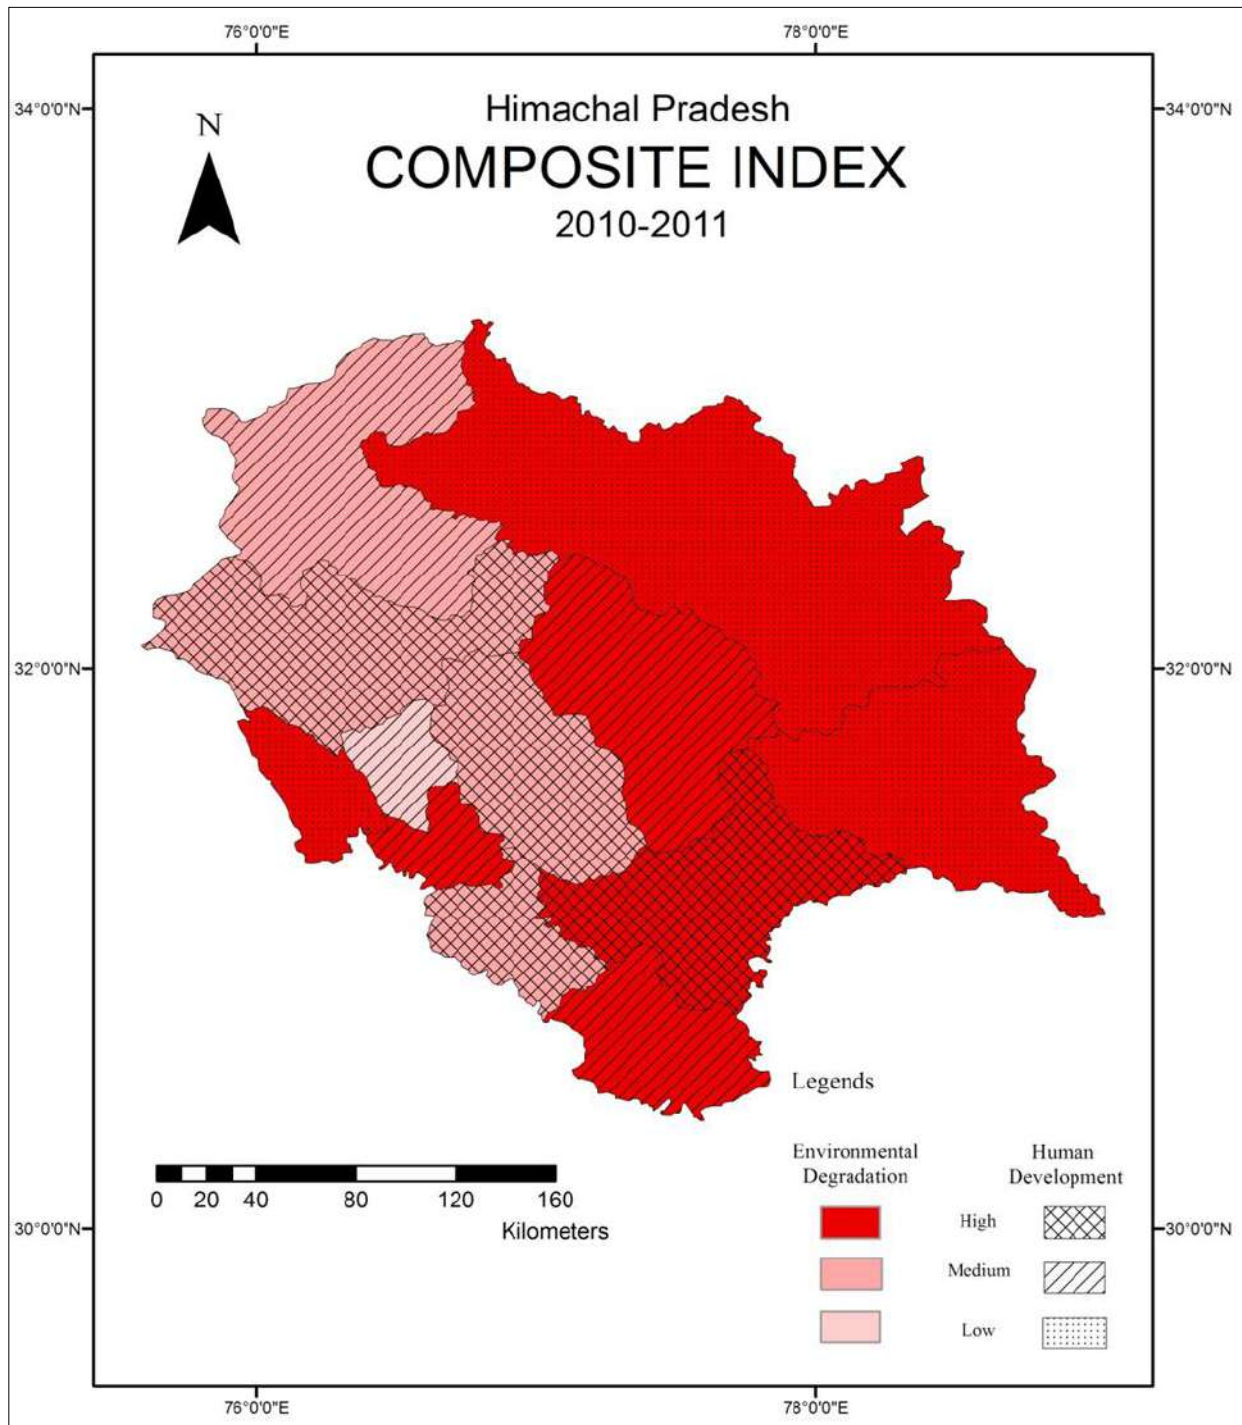 76°0'0"E 78°0'0"E
34°0'0"N 34°0'0"N
N
Himachal Pradesh
COMPOSITE INDEX
2010-2011
32°0'0"N 32°0'0"N
Legends
Environmental Degradation Human Development
High
Medium
Low
0 20 40 80 120 160
Kilometers
30°0'0"N 30°0'0"N
76°0'0"E 78°0'0"E